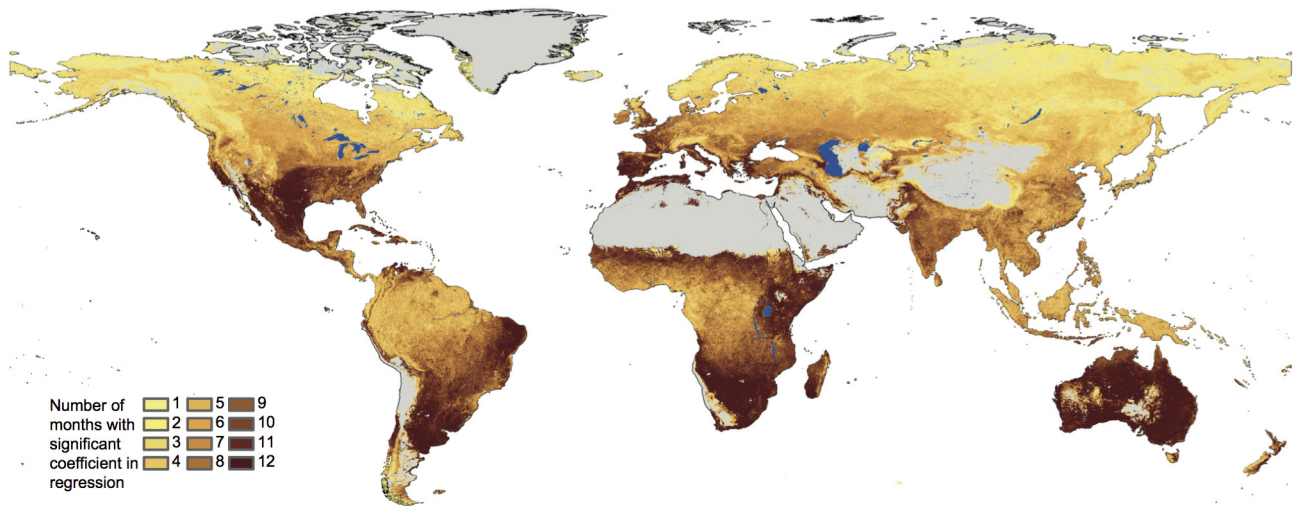 Number of 1 5 9
months with 2 6 10
significant 3 7 11
coefficient in 4 8 12
regression